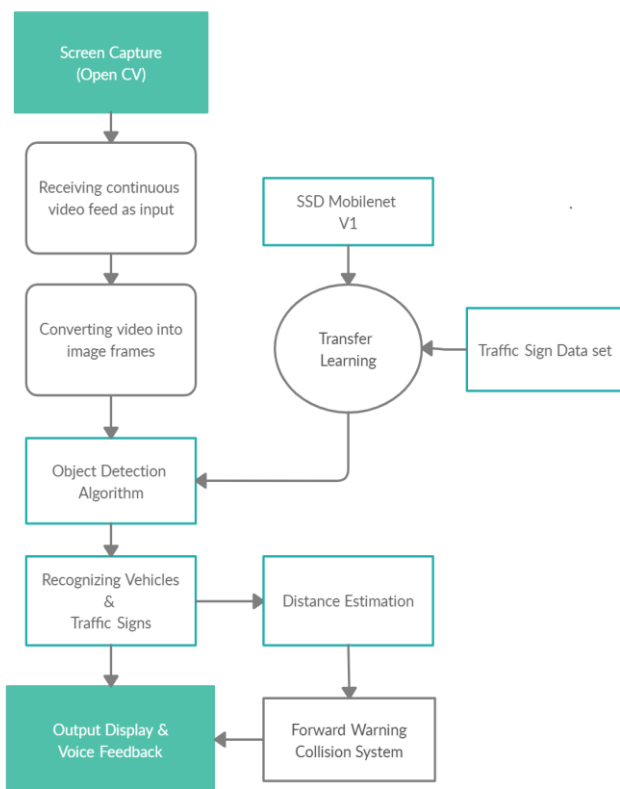 Screen Capture
(Open CV)
Receiving continuous
video feed as input
SSD Mobilenet
V1
Converting video into
image frames
Transfer
Learning
Traffic Sign Data set
Object Detection
Algorithm
Recognizing Vehicles
&
Traffic Signs
Distance Estimation
Output Display &
Voice Feedback
Forward Warning
Collision System